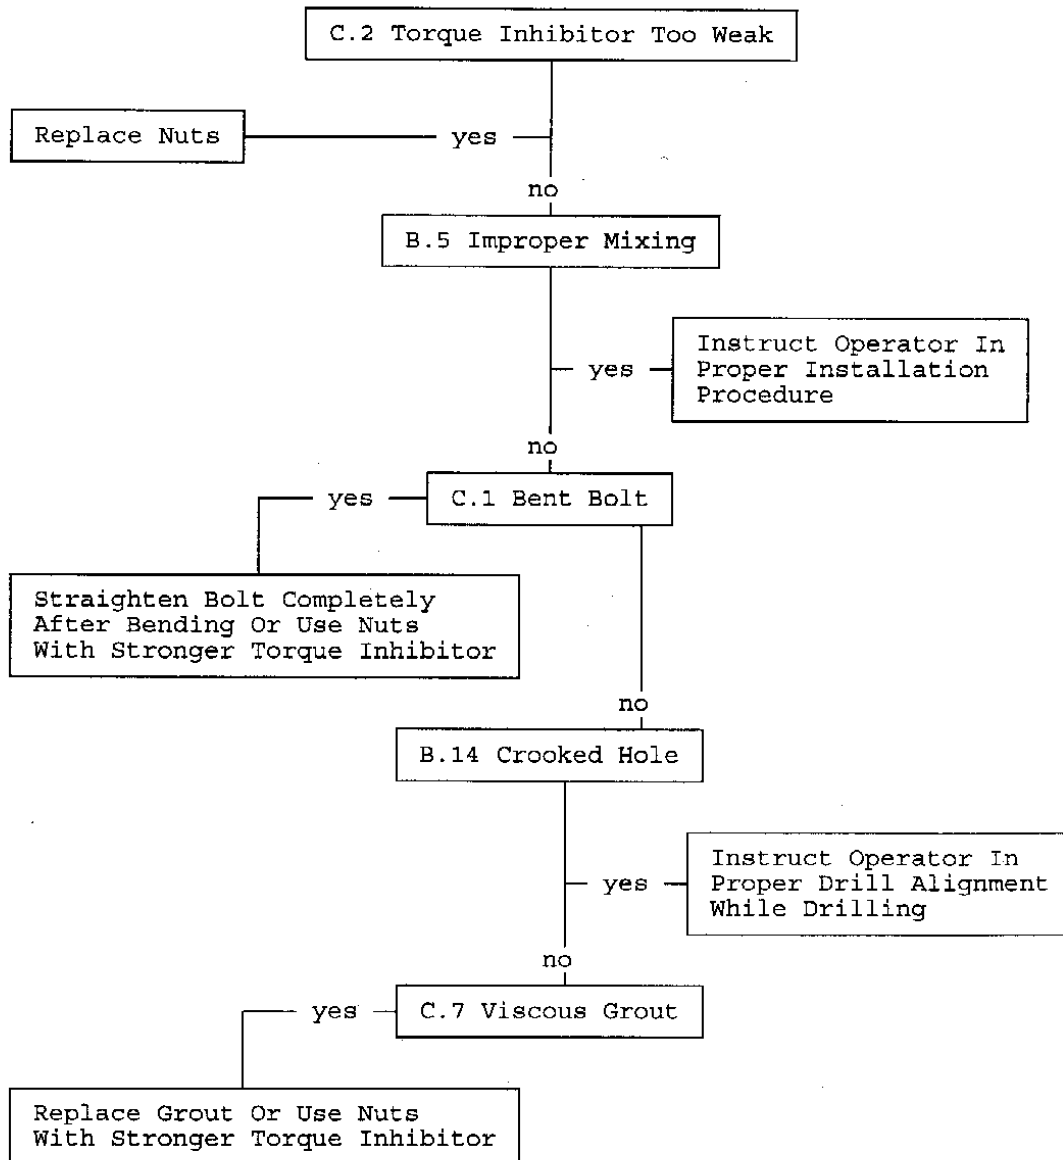 C.2 Torque Inhibitor Too Weak
Replace Nuts
yes
no
B.5 Improper Mixing
Instruct Operator In
Proper Installation
Procedure
yes
no
C.1 Bent Bolt
yes
Straighten Bolt Completely
After Bending Or Use Nuts
With Stronger Torque Inhibitor
no
B.14 Crooked Hole
Instruct Operator In
Proper Drill Alignment
While Drilling
yes
no
C.7 Viscous Grout
yes
Replace Grout Or Use Nuts
With Stronger Torque Inhibitor